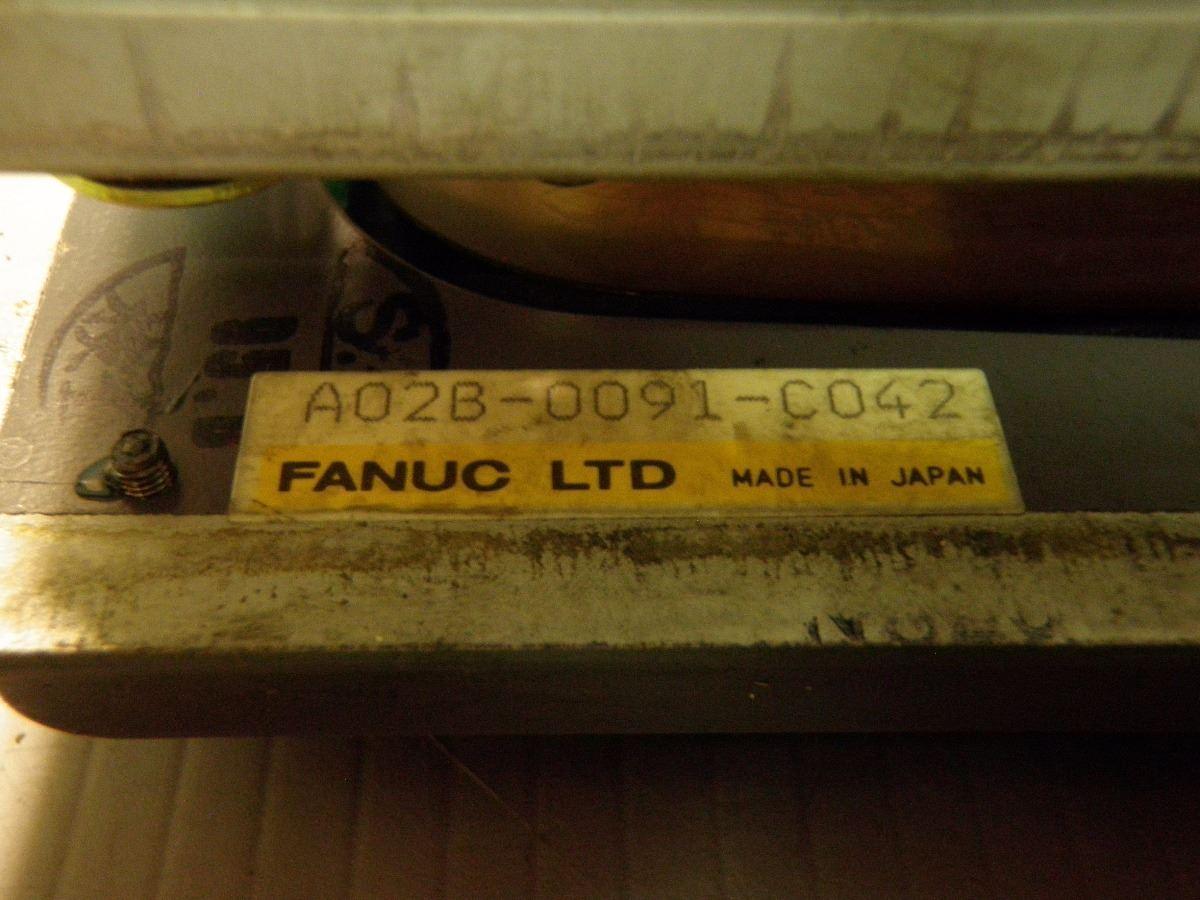 A02B-0091-C042
FANUC LTD MADE IN JAPAN